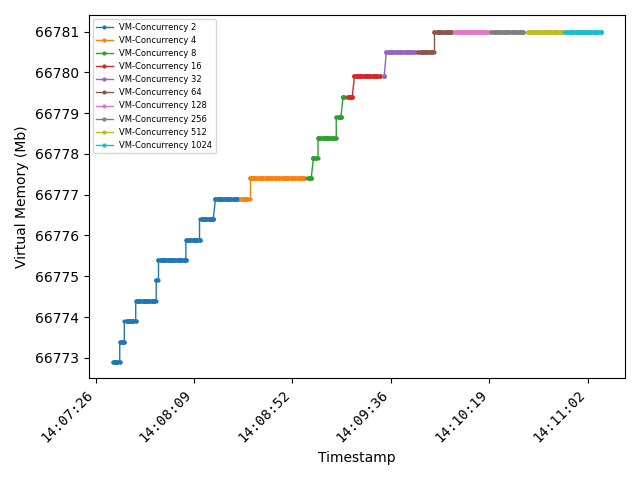 VM-Concurrency 2
VM-Concurrency 4
VM-Concurrency 8
VM-Concurrency 16
VM-Concurrency 32
VM-Concurrency 64
VM-Concurrency 128
VM-Concurrency 256
VM-Concurrency 512
VM-Concurrency 1024
66781
66780
66779
66778
66777
66776
66775
66774
66773
Virtual Memory (Mb)
14:07:26
14:08:09
14:08:52
14:09:36
14:10:19
14:11:02
Timestamp